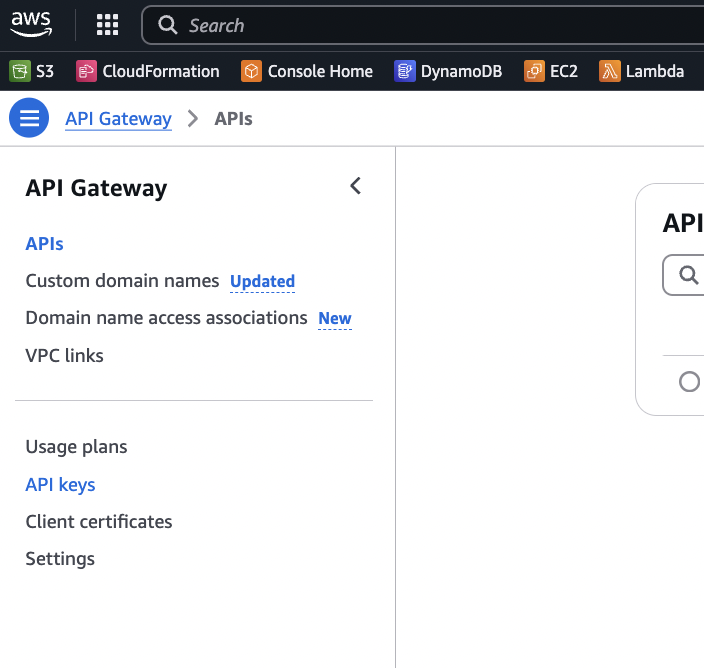 aws
Search
S3 CloudFormation Console Home DynamoDB EC2 Lambda
API Gateway APIs
API Gateway
APIs
Custom domain names Updated
Domain name access associations New
VPC links
Usage plans
API keys
Client certificates
Settings
API